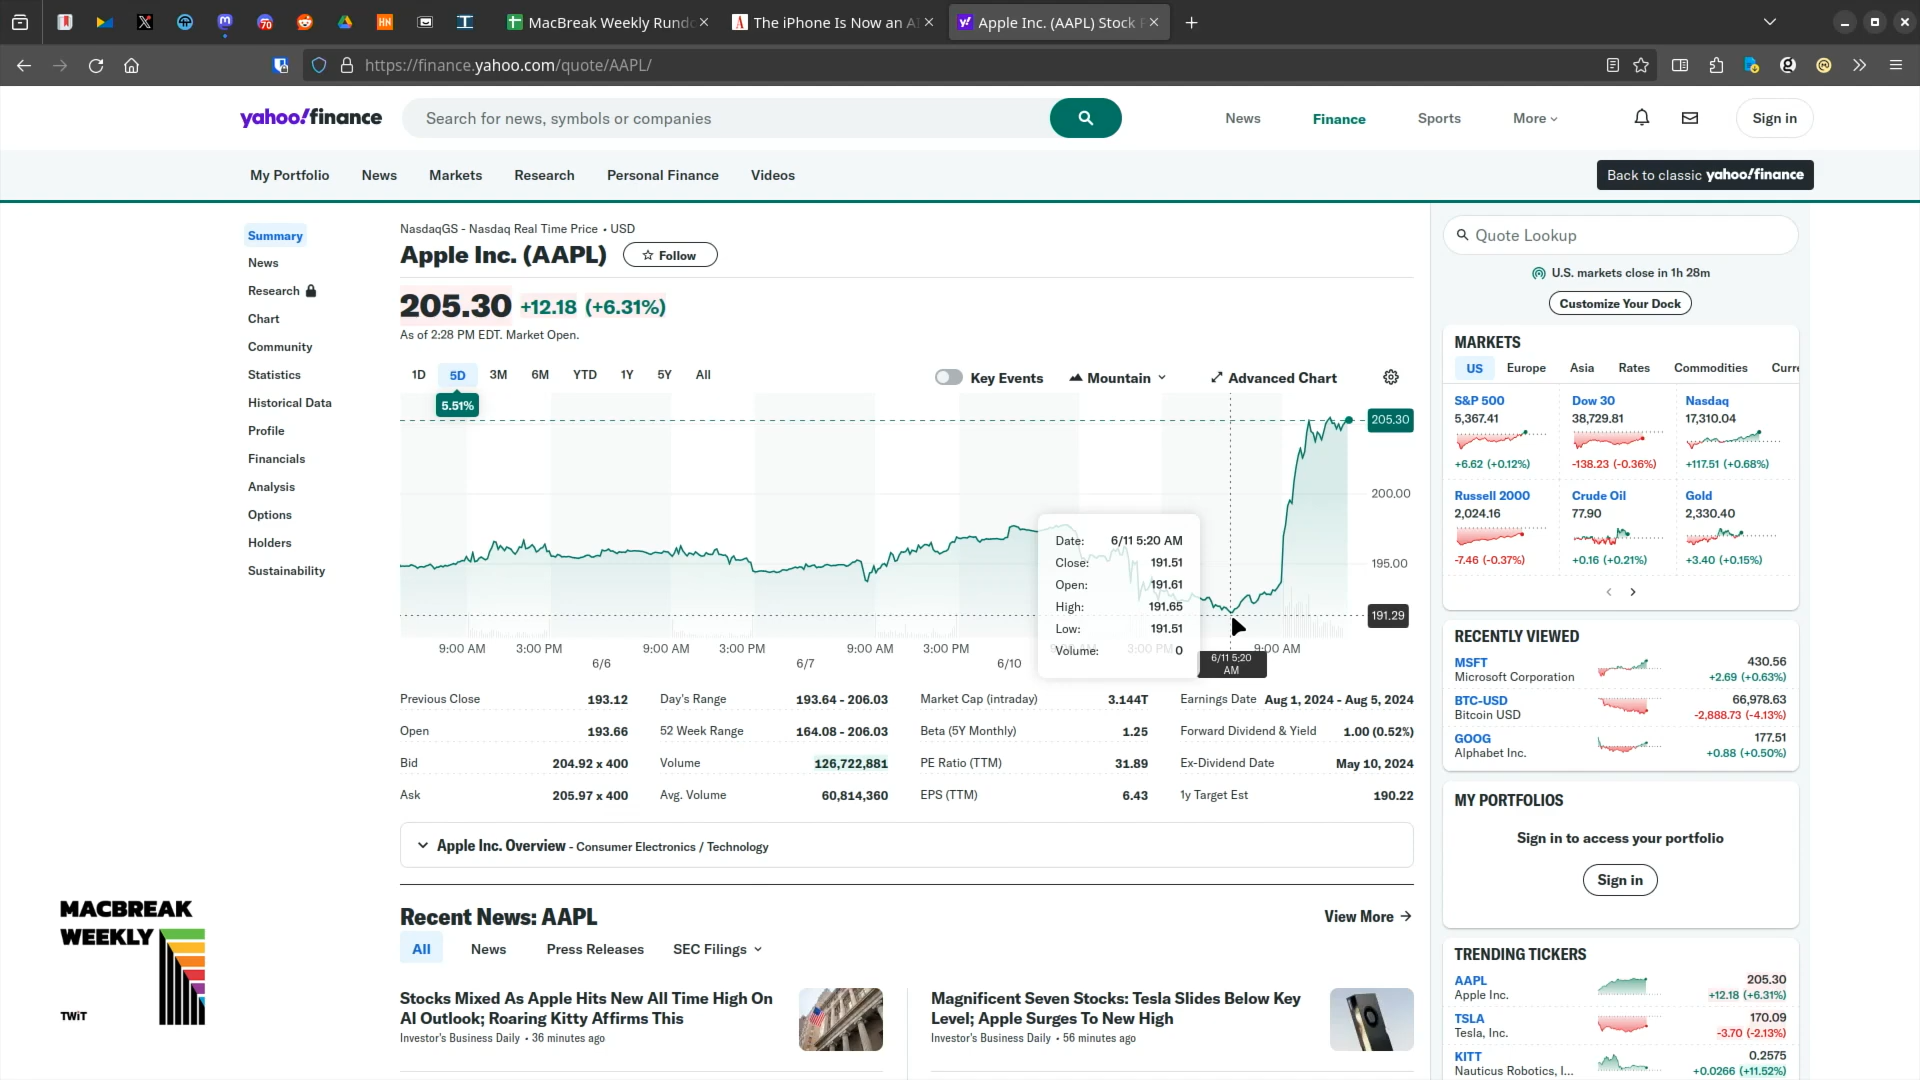 MacBreak Weekly Rund
The iPhone Is Now an A
Apple Inc. (AAPL) Stock P
https://finance.yahoo.com/quote/AAPL/
yahoo!finance
Search for news, symbols or companies
News
Finance
Sports
More
Sign in
My Portfolio
News
Markets
Research
Personal Finance
Videos
Back to classic yahoo!finance
Summary
News
Research
Chart
Community
Statistics
Historical Data
Profile
Financials
Analysis
Options
Holders
Sustainability
NasdaqGS - Nasdaq Real Time Price • USD
Apple Inc. (AAPL)
Follow
205.30 +12.18 (+6.31%)
As of 2:28 PM EDT. Market Open.
1D 5D 3M 6M YTD 1Y 5Y All
Key Events
Mountain
Advanced Chart
5.51%
205.30
200.00
195.00
191.29
Date: 6/11 5:20 AM
Close: 191.51
Open: 191.61
High: 191.65
Low: 191.51
Volume: 0
9:00 AM 3:00 PM 9:00 AM 3:00 PM 9:00 AM 3:00 PM 3:00 PM 9:00 AM
6/6 6/7 6/10
6/11 5:20
AM
Previous Close 193.12
Open 193.66
Bid 204.92 x 400
Ask 205.97 x 400
Day's Range 193.64 - 206.03
52 Week Range 164.08 - 206.03
Volume 126,722,881
Avg. Volume 60,814,360
Market Cap (intraday) 3.144T
Beta (5Y Monthly) 1.25
PE Ratio (TTM) 31.89
EPS (TTM) 6.43
Earnings Date Aug 1, 2024 - Aug 5, 2024
Forward Dividend & Yield 1.00 (0.52%)
Ex-Dividend Date May 10, 2024
1y Target Est 190.22
Apple Inc. Overview - Consumer Electronics / Technology
Recent News: AAPL
View More
All
News
Press Releases
SEC Filings
Stocks Mixed As Apple Hits New All Time High On
AI Outlook; Roaring Kitty Affirms This
Investor's Business Daily • 36 minutes ago
Magnificent Seven Stocks: Tesla Slides Below Key
Level; Apple Surges To New High
Investor's Business Daily • 56 minutes ago
Quote Lookup
U.S. markets close in 1h 28m
Customize Your Dock
MARKETS
US Europe Asia Rates Commodities Curre
S&P 500
5,367.41
+6.62 (+0.12%)
Dow 30
38,729.81
-138.23 (-0.36%)
Nasdaq
17,310.04
+117.51 (+0.68%)
Russell 2000
2,024.16
-7.46 (-0.37%)
Crude Oil
77.90
+0.16 (+0.21%)
Gold
2,330.40
+3.40 (+0.15%)
RECENTLY VIEWED
MSFT 430.56
Microsoft Corporation +2.69 (+0.63%)
BTC-USD 66,978.63
Bitcoin USD -2,888.73 (-4.13%)
GOOG 177.51
Alphabet Inc. +0.88 (+0.50%)
MY PORTFOLIOS
Sign in to access your portfolio
Sign in
TRENDING TICKERS
AAPL 205.30
Apple Inc. +12.18 (+6.31%)
TSLA 170.09
Tesla, Inc. -3.70 (-2.13%)
KITT 0.2575
Nauticus Robotics, I... +0.0266 (+11.52%)
MACBREAK
WEEKLY
TWiT